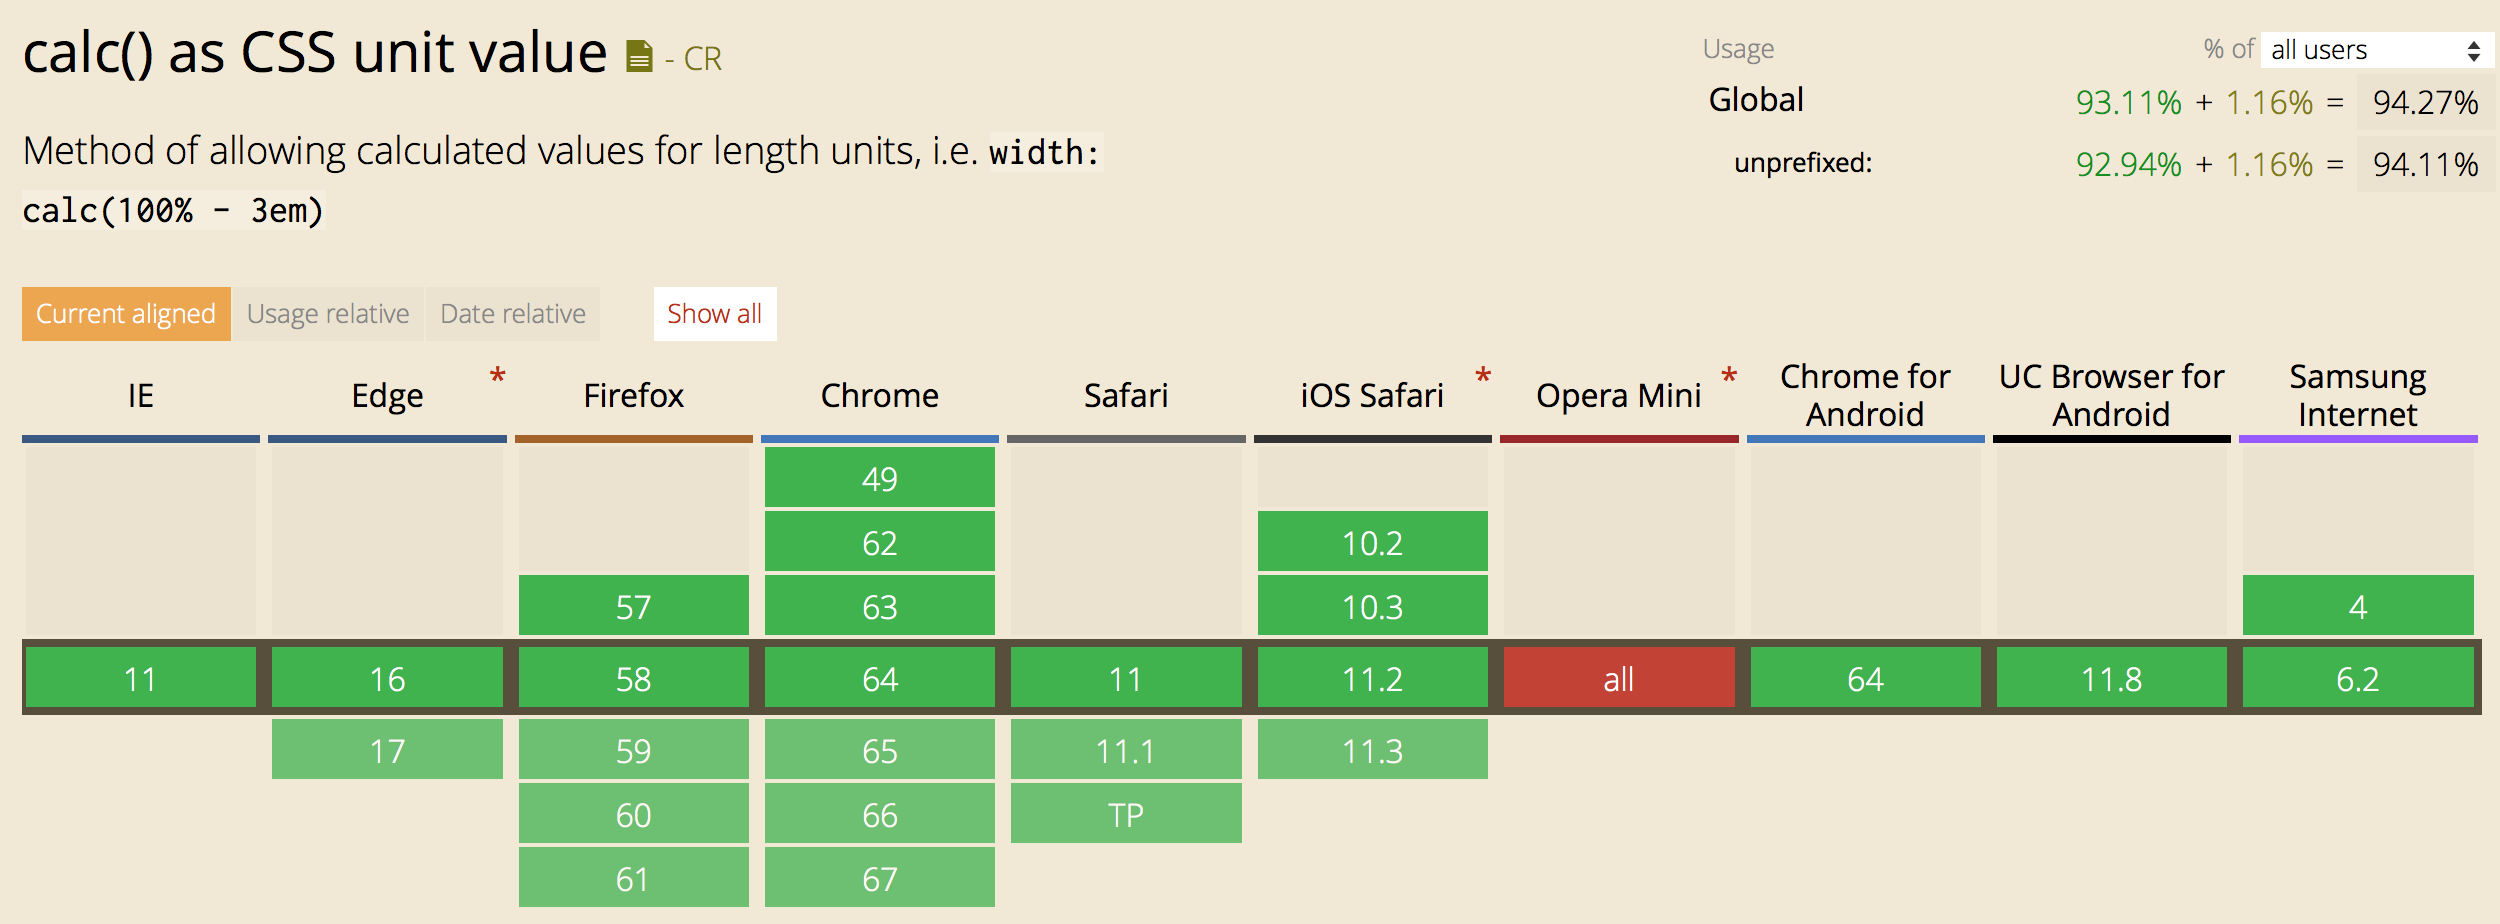 calc() as CSS unit value - CR
Usage % of all users
Global 93.11% + 1.16% = 94.27%
unprefixed: 92.94% + 1.16% = 94.11%
Method of allowing calculated values for length units, i.e. width:
calc(100% - 3em)
Current aligned Usage relative Date relative Show all
IE Edge * Firefox Chrome Safari iOS Safari * Opera Mini * Chrome for Android UC Browser for Android Samsung Internet
49
62 10.2
57 63 10.3 4
11 16 58 64 11 11.2 all 64 11.8 6.2
17 59 65 11.1 11.3
60 66 TP
61 67